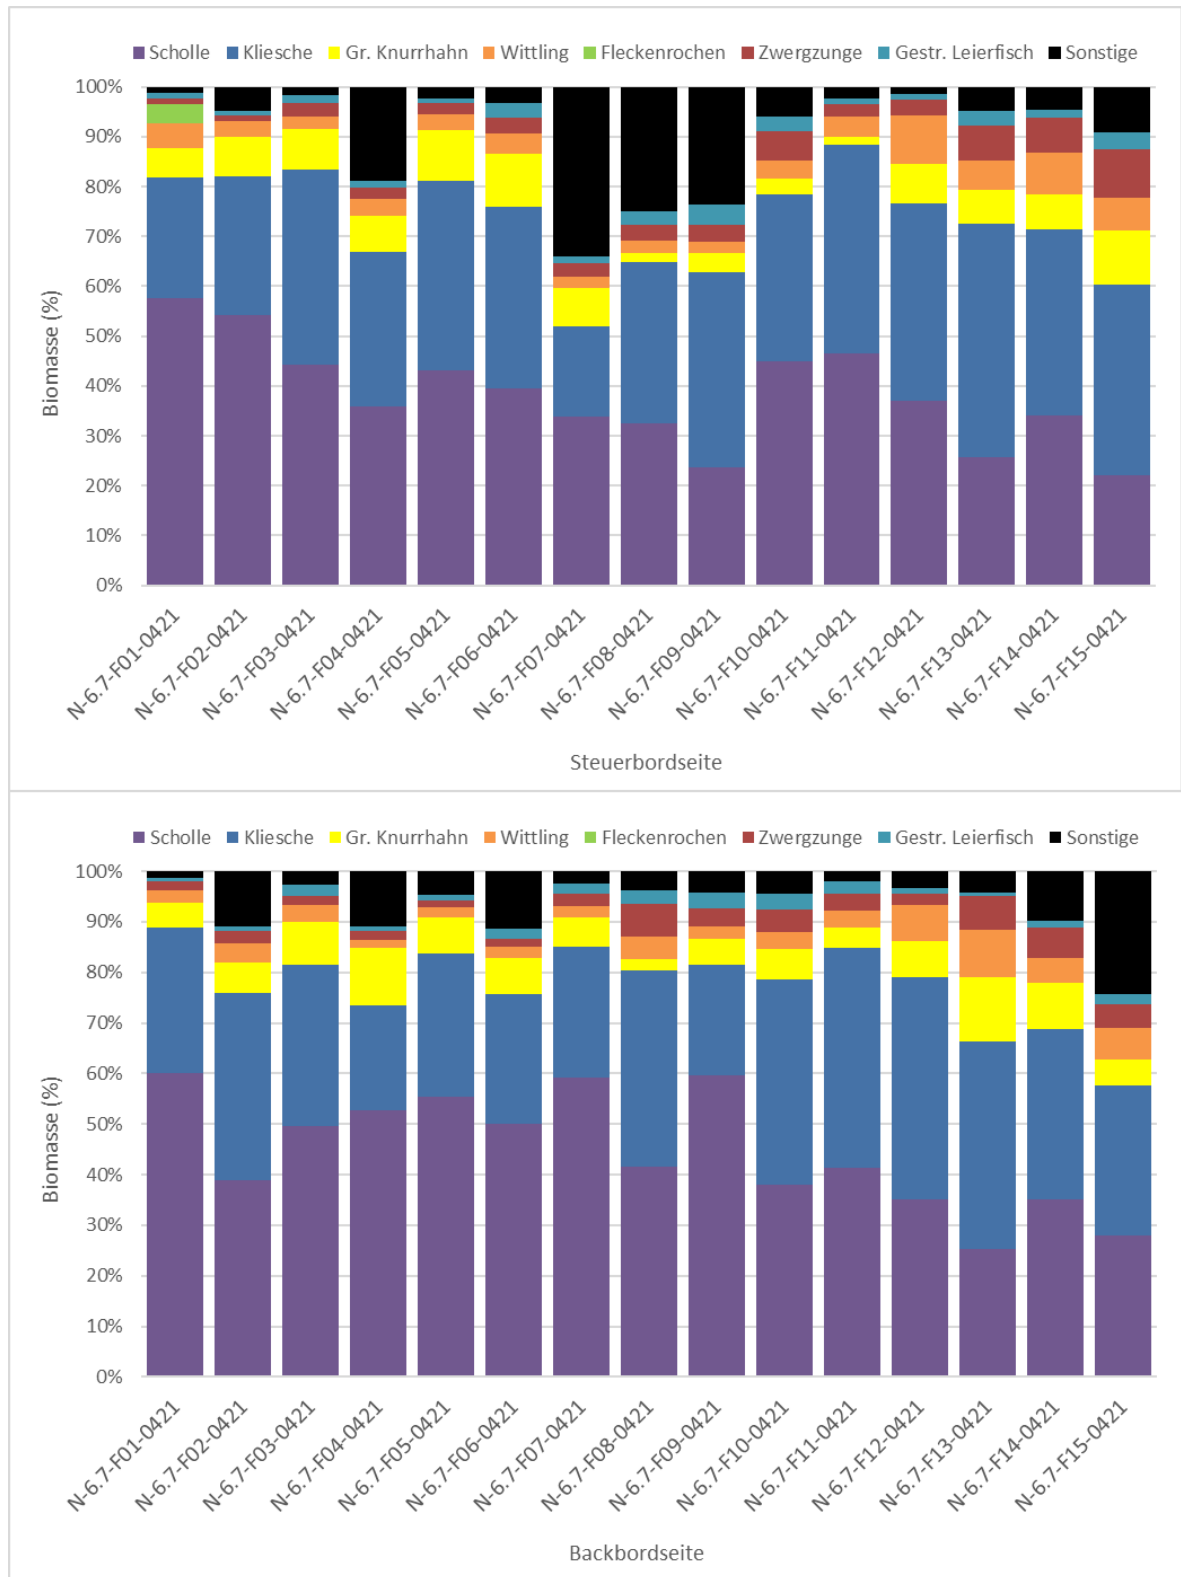 Scholle Kliesche Gr. Knurrhahn Wittling Fleckenrochen Zwergzunge Gestr. Leierfisch Sonstige
100%
90%
80%
70%
60%
50%
40%
30%
20%
10%
0%
Biomasse (%)
N-6.7-F01-0421
N-6.7-F02-0421
N-6.7-F03-0421
N-6.7-F04-0421
N-6.7-F05-0421
N-6.7-F06-0421
N-6.7-F07-0421
N-6.7-F08-0421
N-6.7-F09-0421
N-6.7-F10-0421
N-6.7-F11-0421
N-6.7-F12-0421
N-6.7-F13-0421
N-6.7-F14-0421
N-6.7-F15-0421
Steuerbordseite
Scholle Kliesche Gr. Knurrhahn Wittling Fleckenrochen Zwergzunge Gestr. Leierfisch Sonstige
100%
90%
80%
70%
60%
50%
40%
30%
20%
10%
0%
Biomasse (%)
N-6.7-F01-0421
N-6.7-F02-0421
N-6.7-F03-0421
N-6.7-F04-0421
N-6.7-F05-0421
N-6.7-F06-0421
N-6.7-F07-0421
N-6.7-F08-0421
N-6.7-F09-0421
N-6.7-F10-0421
N-6.7-F11-0421
N-6.7-F12-0421
N-6.7-F13-0421
N-6.7-F14-0421
N-6.7-F15-0421
Backbordseite